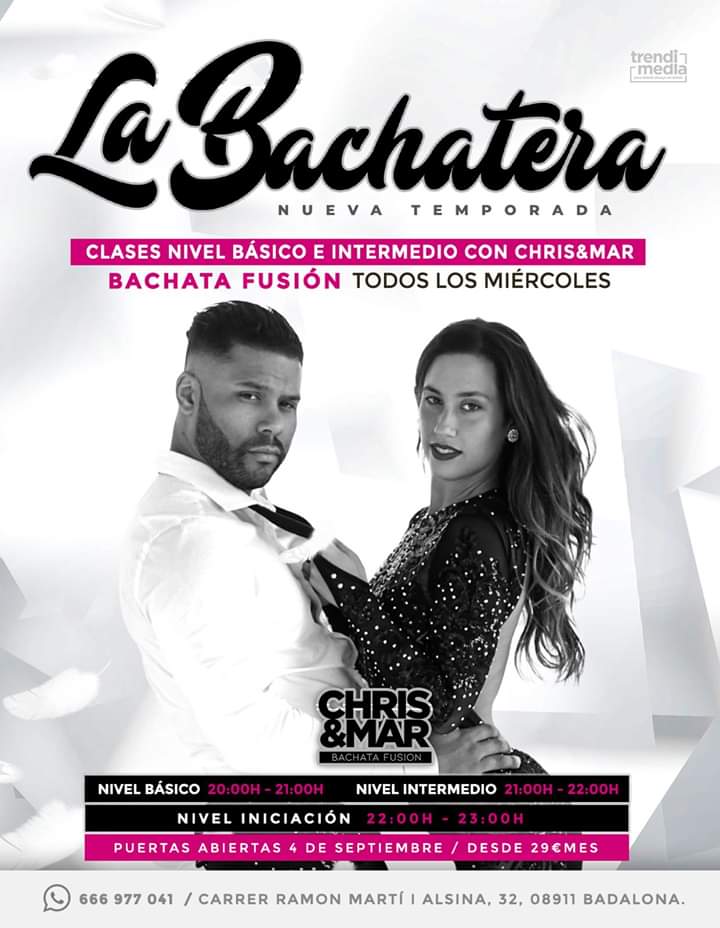 trendi
media
La Bachatera
NUEVA TEMPORADA
CLASES NIVEL BÁSICO E INTERMEDIO CON CHRIS&MAR
BACHATA FUSIÓN TODOS LOS MIÉRCOLES
CHRIS
&MAR
BACHATA FUSION
NIVEL BÁSICO 20:00H - 21:00H NIVEL INTERMEDIO 21:00H - 22:00H
NIVEL INICIACIÓN 22:00H - 23:00H
PUERTAS ABIERTAS 4 DE SEPTIEMBRE / DESDE 29€MES
666 977 041 / CARRER RAMON MARTÍ I ALSINA, 32, 08911 BADALONA.